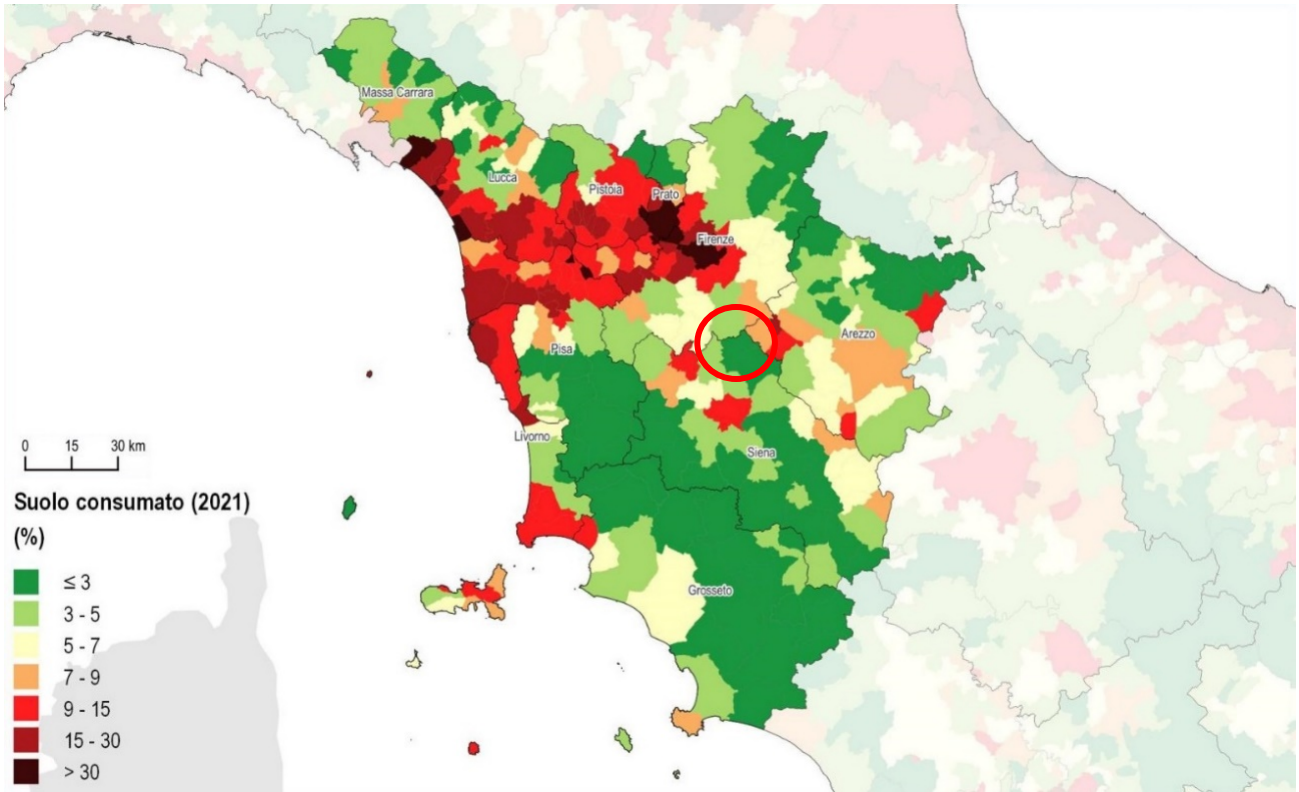 Massa Carrara
Lucca
Pistoia
Prato
Firenze
Arezzo
Pisa
Livorno
Siena
Grosseto
0 15 30 km
Suolo consumato (2021)
(%)
≤ 3
3 - 5
5 - 7
7 - 9
9 - 15
15 - 30
> 30